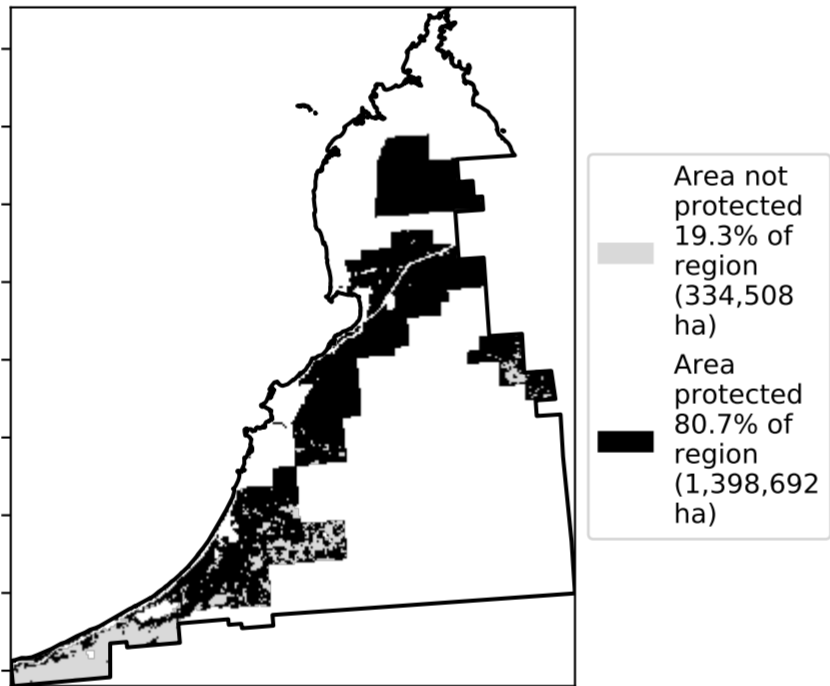 Area not
protected
19.3% of
region
(334,508
ha)
Area
protected
80.7% of
region
(1,398,692
ha)